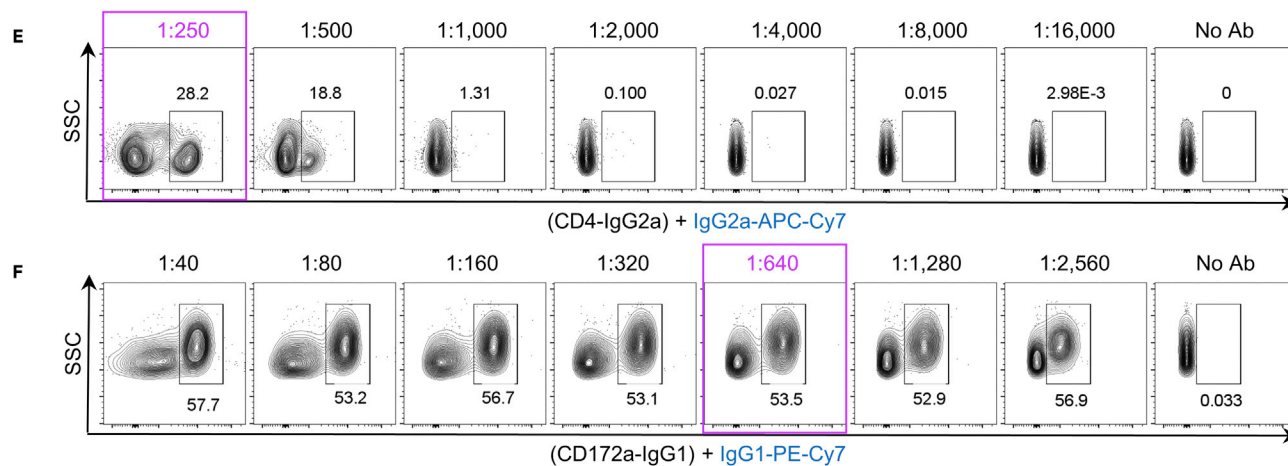 E
1:250 1:500 1:1,000 1:2,000 1:4,000 1:8,000 1:16,000 No Ab
SSC
28.2 18.8 1.31 0.100 0.027 0.015 2.98E-3 0
(CD4-IgG2a) + IgG2a-APC-Cy7
F
1:40 1:80 1:160 1:320 1:640 1:1,280 1:2,560 No Ab
SSC
57.7 53.2 56.7 53.1 53.5 52.9 56.9 0.033
(CD172a-IgG1) + IgG1-PE-Cy7